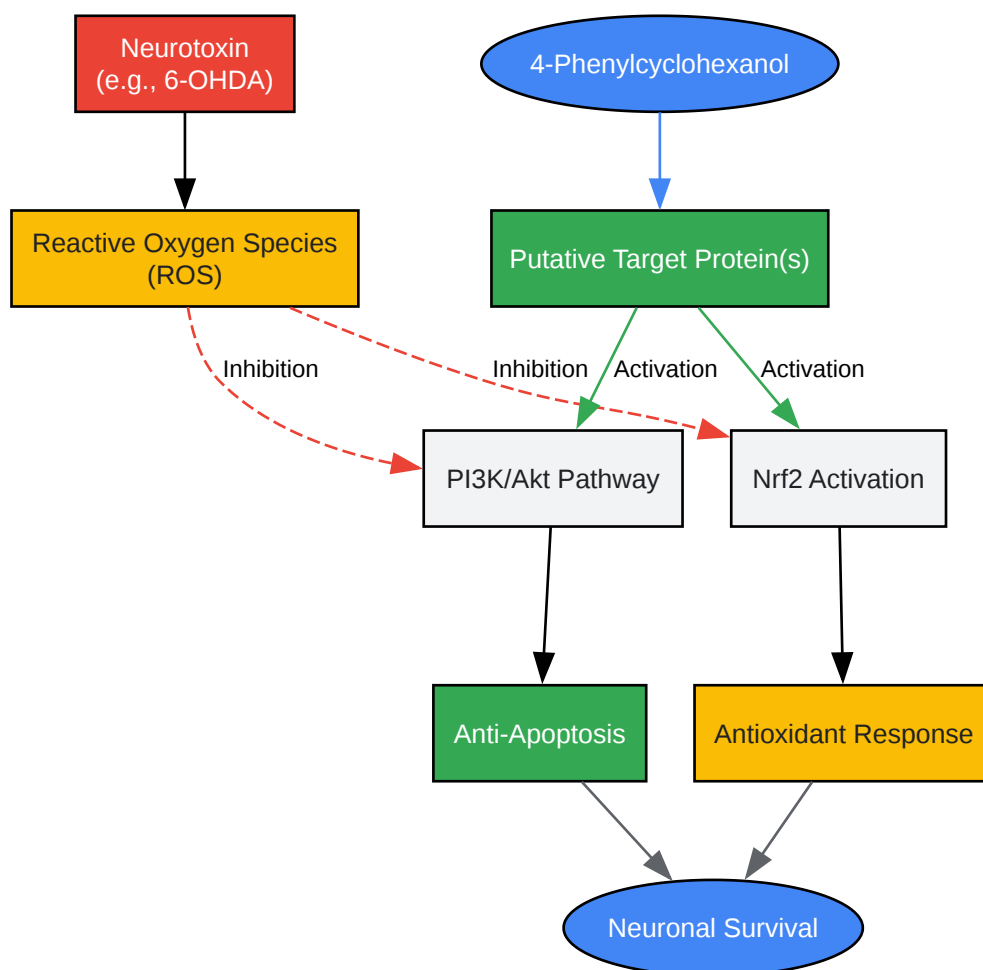 Neurotoxin
(e.g., 6-OHDA)
4-Phenylcyclohexanol
Reactive Oxygen Species
(ROS)
Putative Target Protein(s)
Inhibition
Inhibition
Activation
Activation
PI3K/Akt Pathway
Nrf2 Activation
Anti-Apoptosis
Antioxidant Response
Neuronal Survival